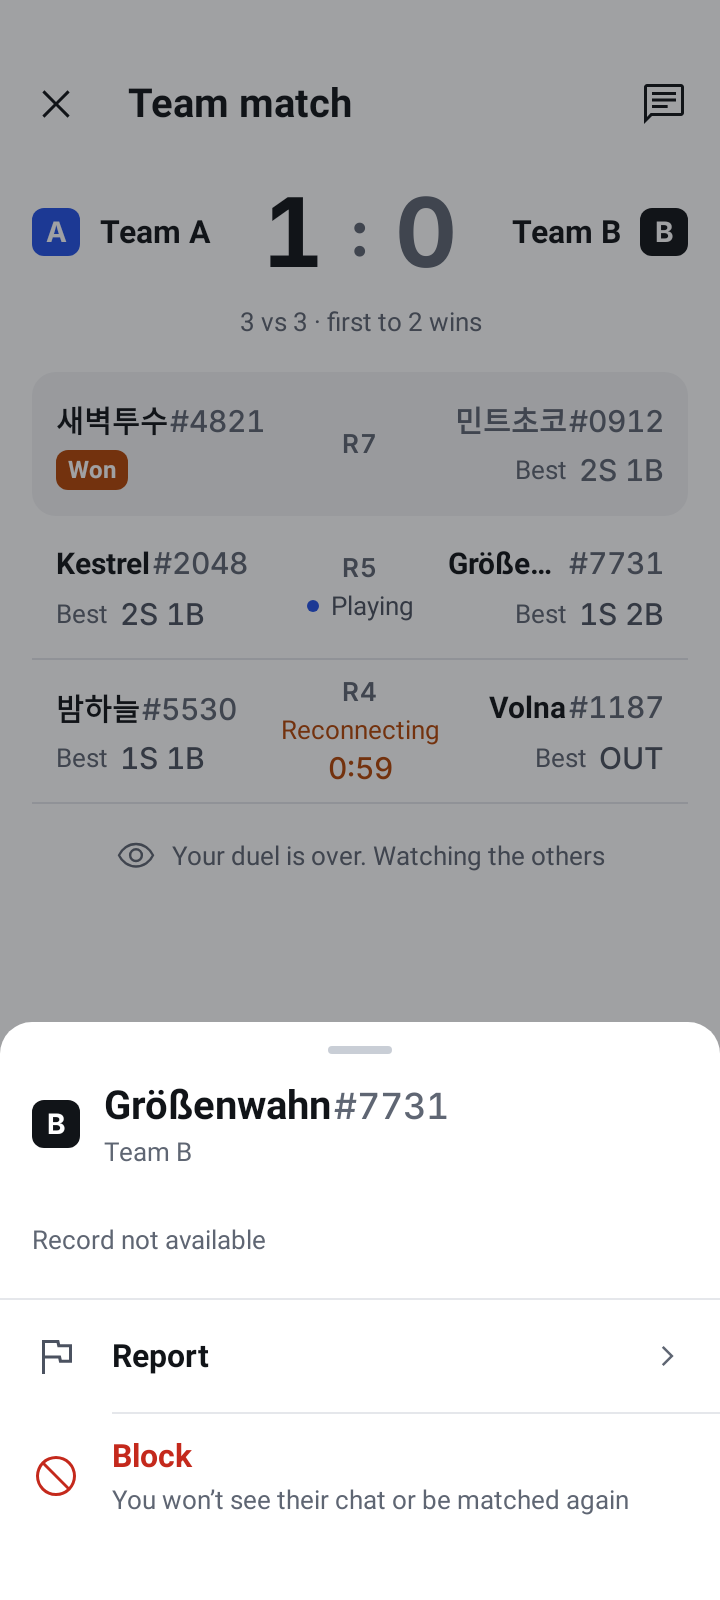 Team match
A Team A 1 : 0 Team B B
3 vs 3 · first to 2 wins
새벽투수#4821 R7 민트초코#0912
Won Best 2S 1B
Kestrel#2048 R5 Größe... #7731
Best 2S 1B Playing Best 1S 2B
밤하늘#5530 R4 Volna#1187
Reconnecting
Best 1S 1B 0:59 Best OUT
Your duel is over. Watching the others
B Größenwahn#7731
Team B
Record not available
Report
Block
You won’t see their chat or be matched again